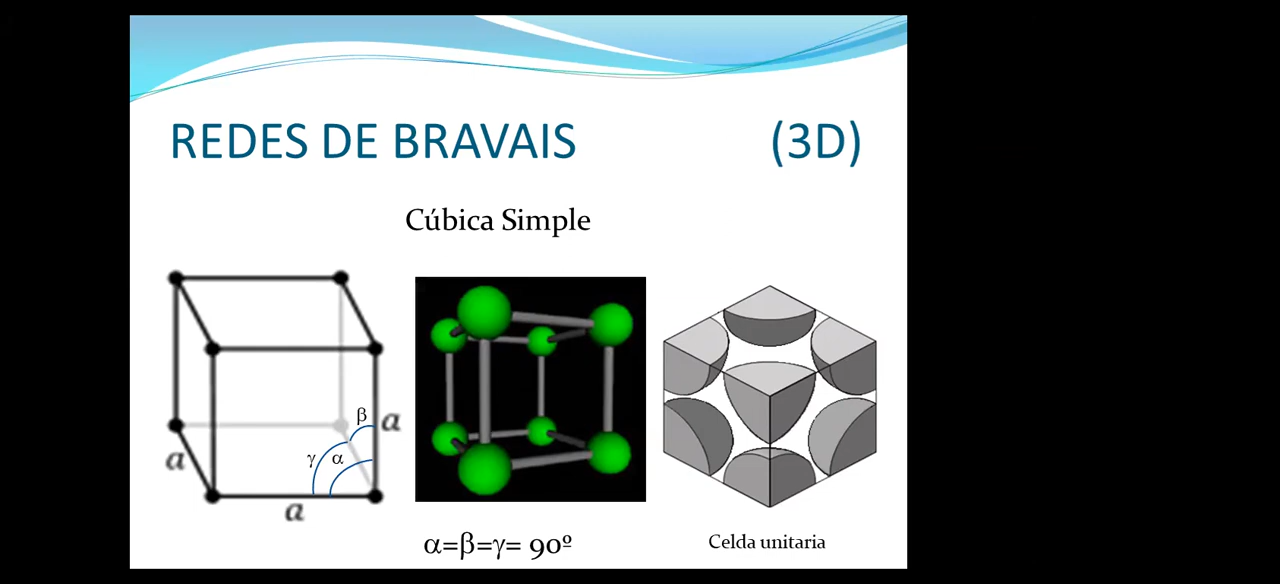 REDES DE BRAVAIS (3D)
Cúbica Simple
β
a
γ α
a
a
α=β=γ= 90º
Celda unitaria